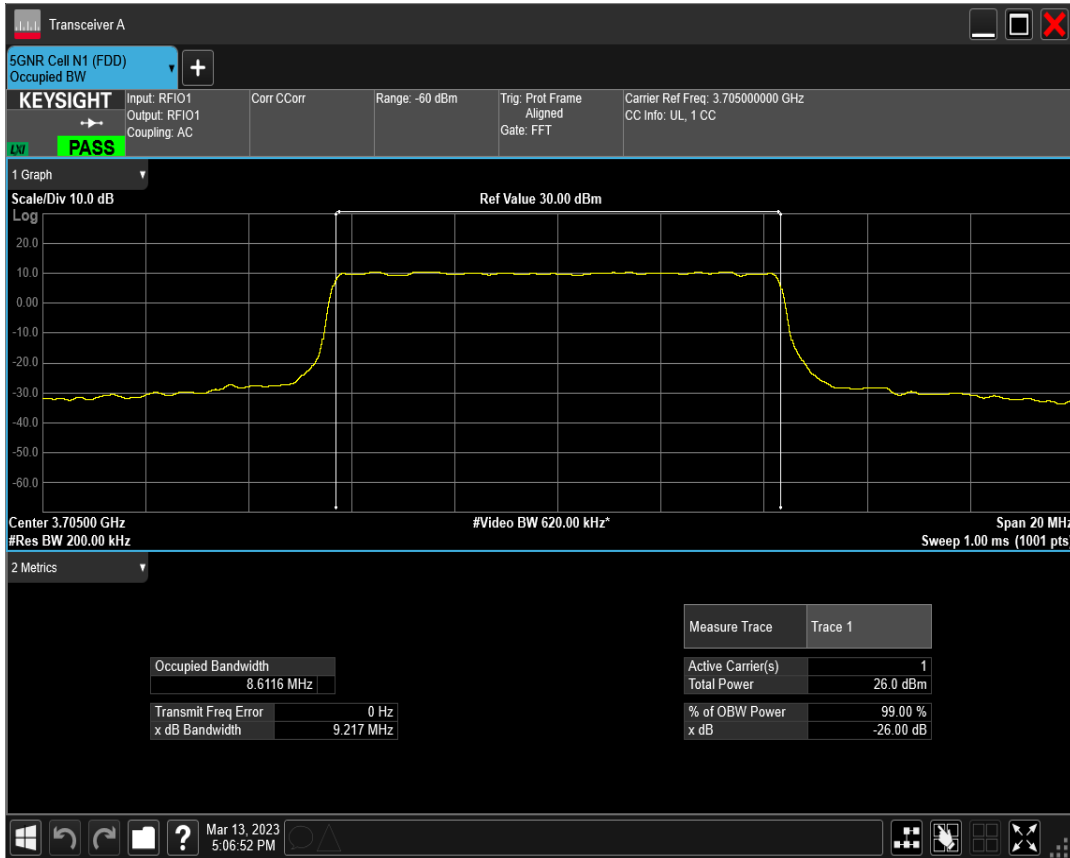 Transceiver A
5GNR Cell N1 (FDD)
Occupied BW
+
KEYSIGHT
LXI
PASS
Input: RFIO1
Output: RFIO1
Coupling: AC
Corr CCorr
Range: -60 dBm
Trig: Prot Frame
Aligned
Gate: FFT
Carrier Ref Freq: 3.705000000 GHz
CC Info: UL, 1 CC
1 Graph
Scale/Div 10.0 dB
Ref Value 30.00 dBm
Log
20.0
10.0
0.00
-10.0
-20.0
-30.0
-40.0
-50.0
-60.0
Center 3.70500 GHz
#Video BW 620.00 kHz*
Span 20 MHz
#Res BW 200.00 kHz
Sweep 1.00 ms (1001 pts)
2 Metrics
Measure Trace Trace 1
Occupied Bandwidth
8.6116 MHz
Active Carrier(s) 1
Total Power 26.0 dBm
Transmit Freq Error 0 Hz
x dB Bandwidth 9.217 MHz
% of OBW Power 99.00 %
x dB -26.00 dB
?
Mar 13, 2023
5:06:52 PM